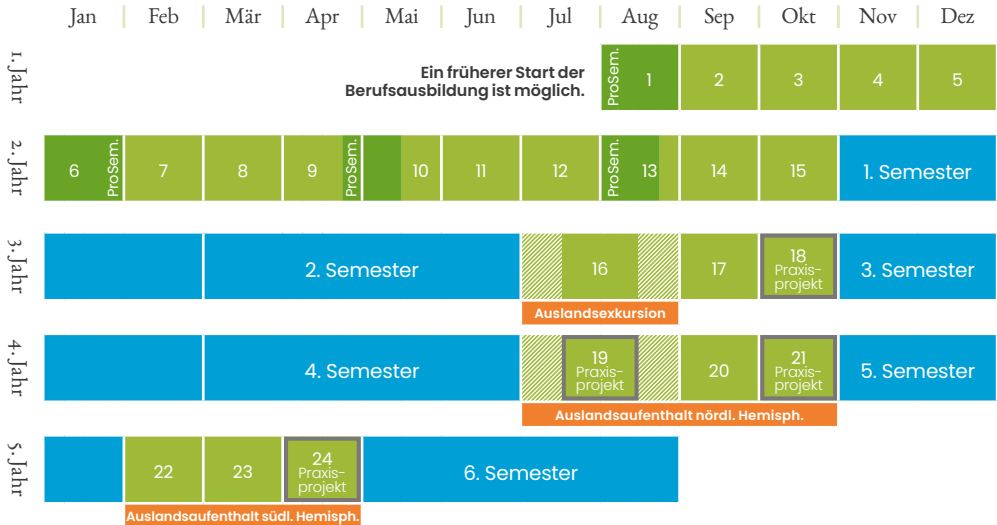 Jan Feb Mär Apr Mai Jun Jul Aug Sep Okt Nov Dez
1. Jahr
Ein früherer Start der
Berufsausbildung ist möglich.
ProSem. 1 2 3 4 5
2. Jahr
6 ProSem. 7 8 9 ProSem. 10 11 12 ProSem. 13 14 15 1. Semester
3. Jahr
2. Semester 16 17 18 3. Semester
Praxis-
projekt
Auslandsexkursion
4. Jahr
4. Semester 19 20 21 5. Semester
Praxis- Praxis-
projekt projekt
Auslandsaufenthalt nördl. Hemisph.
5. Jahr
22 23 24 6. Semester
Praxis-
projekt
Auslandsaufenthalt südl. Hemisph.